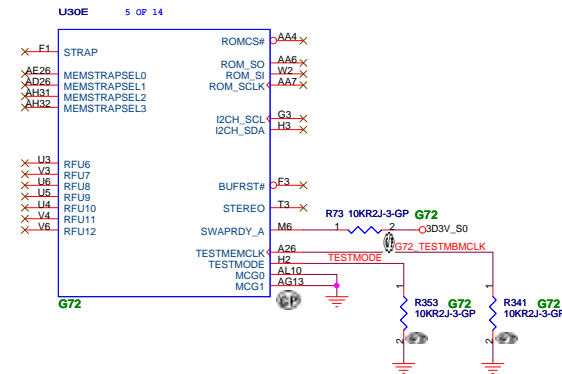 U30E 5 OF 14
ROMCS# AA4
F1 STRAP
ROM_SO AA6
AE26 MEMSTRAPSEL0 ROM_SI W2
AD26 MEMSTRAPSEL1 ROM_SCLK AA7
AH31 MEMSTRAPSEL2
AH32 MEMSTRAPSEL3
I2CH_SCL G3
I2CH_SDA H3
U3 RFU6
V3 RFU7
U6 RFU8 BUFRST# F3
U5 RFU9
U4 RFU10 STEREO T3
V4 RFU11
R73 10KR2J-3-GP G72
V6 RFU12 SWAPRDY_A M6 1 2 3D3V_S0
TESTMEMCLK A26 G72_TESTMBMCLK
TESTMODE H2 TESTMODE
MCG0 AL10
MCG1 AG13
G72 GP
1 1
R353 G72 R341 G72
10KR2J-3-GP 10KR2J-3-GP
2 2